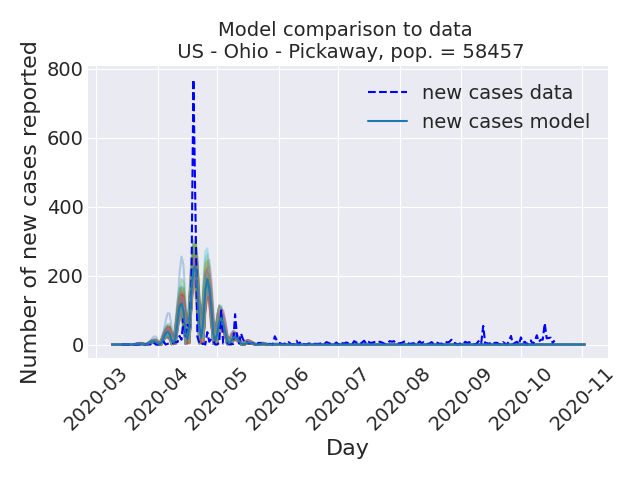 Model comparison to data
US - Ohio - Pickaway, pop. = 58457
Number of new cases reported
800
600
400
200
0
new cases data
new cases model
2020-03
2020-04
2020-05
2020-06
2020-07
2020-08
2020-09
2020-10
2020-11
Day